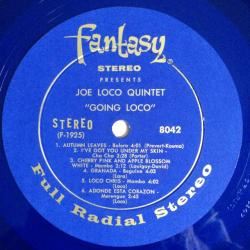 Fantasy
STEREO
PRESENTS
JOE LOCO QUINTET
"GOING LOCO"
STEREO
(F-1925)
8042
1. AUTUMN LEAVES - Bolero 4:01 (Prevert-Kosma)
2. I'VE GOT YOU UNDER MY SKIN -
Cha Cha 3:28 (Porter)
3. CHERRY PINK AND APPLE BLOSSOM
WHITE - Mambo 3:12 (Louiguy-David)
4. GRANADA - Beguine 4:03
(Lara)
5. LOCO CHRIS - Mambo 4:02
(Loco)
6. ADONDE ESTA CORAZON -
Merengue 2:45
(Loco)
Full Radial Stereo